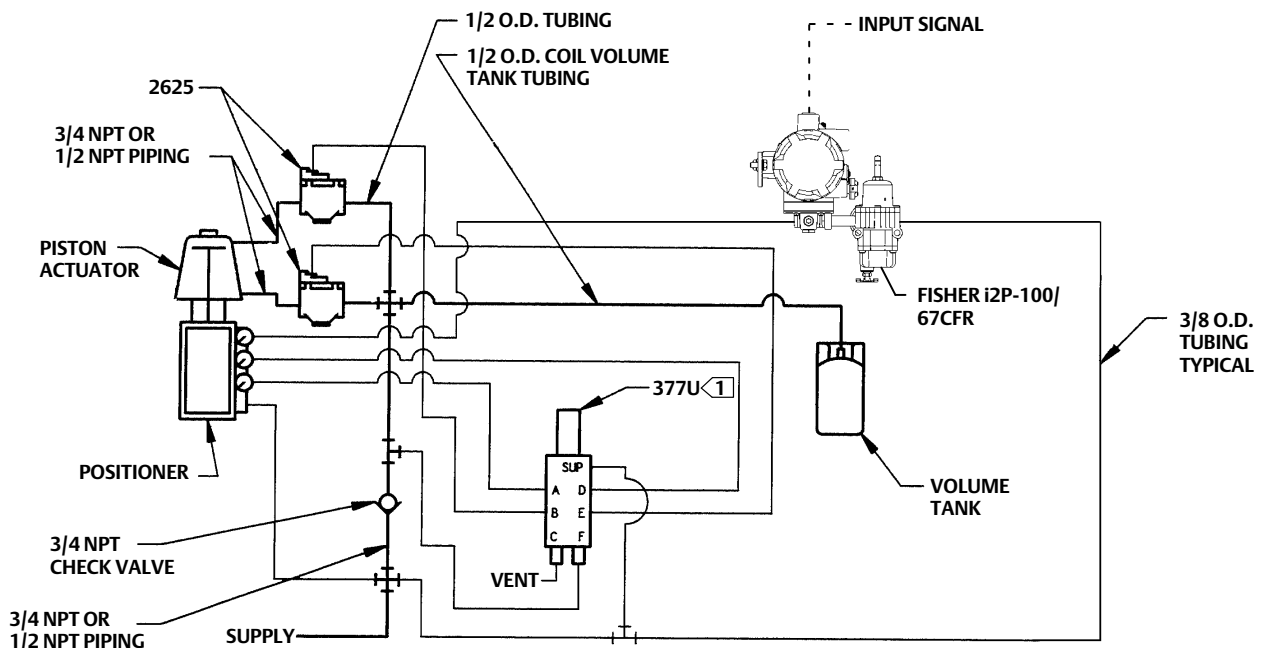 1/2 O.D. TUBING
1/2 O.D. COIL VOLUME
TANK TUBING
INPUT SIGNAL
2625
3/4 NPT OR
1/2 NPT PIPING
PISTON
ACTUATOR
FISHER i2P-100/
67CFR
3/8 O.D.
TUBING
TYPICAL
377U 1
SUP
A D
B E
C F
POSITIONER
VOLUME
TANK
3/4 NPT
CHECK VALVE
VENT
3/4 NPT OR
1/2 NPT PIPING
SUPPLY